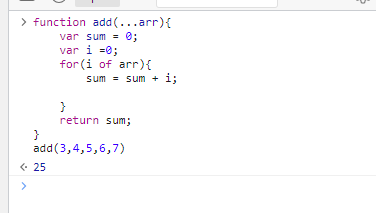 > function add(...arr){
var sum = 0;
var i =0;
for(i of arr){
sum = sum + i;
}
return sum;
}
add(3,4,5,6,7)
<· 25
>